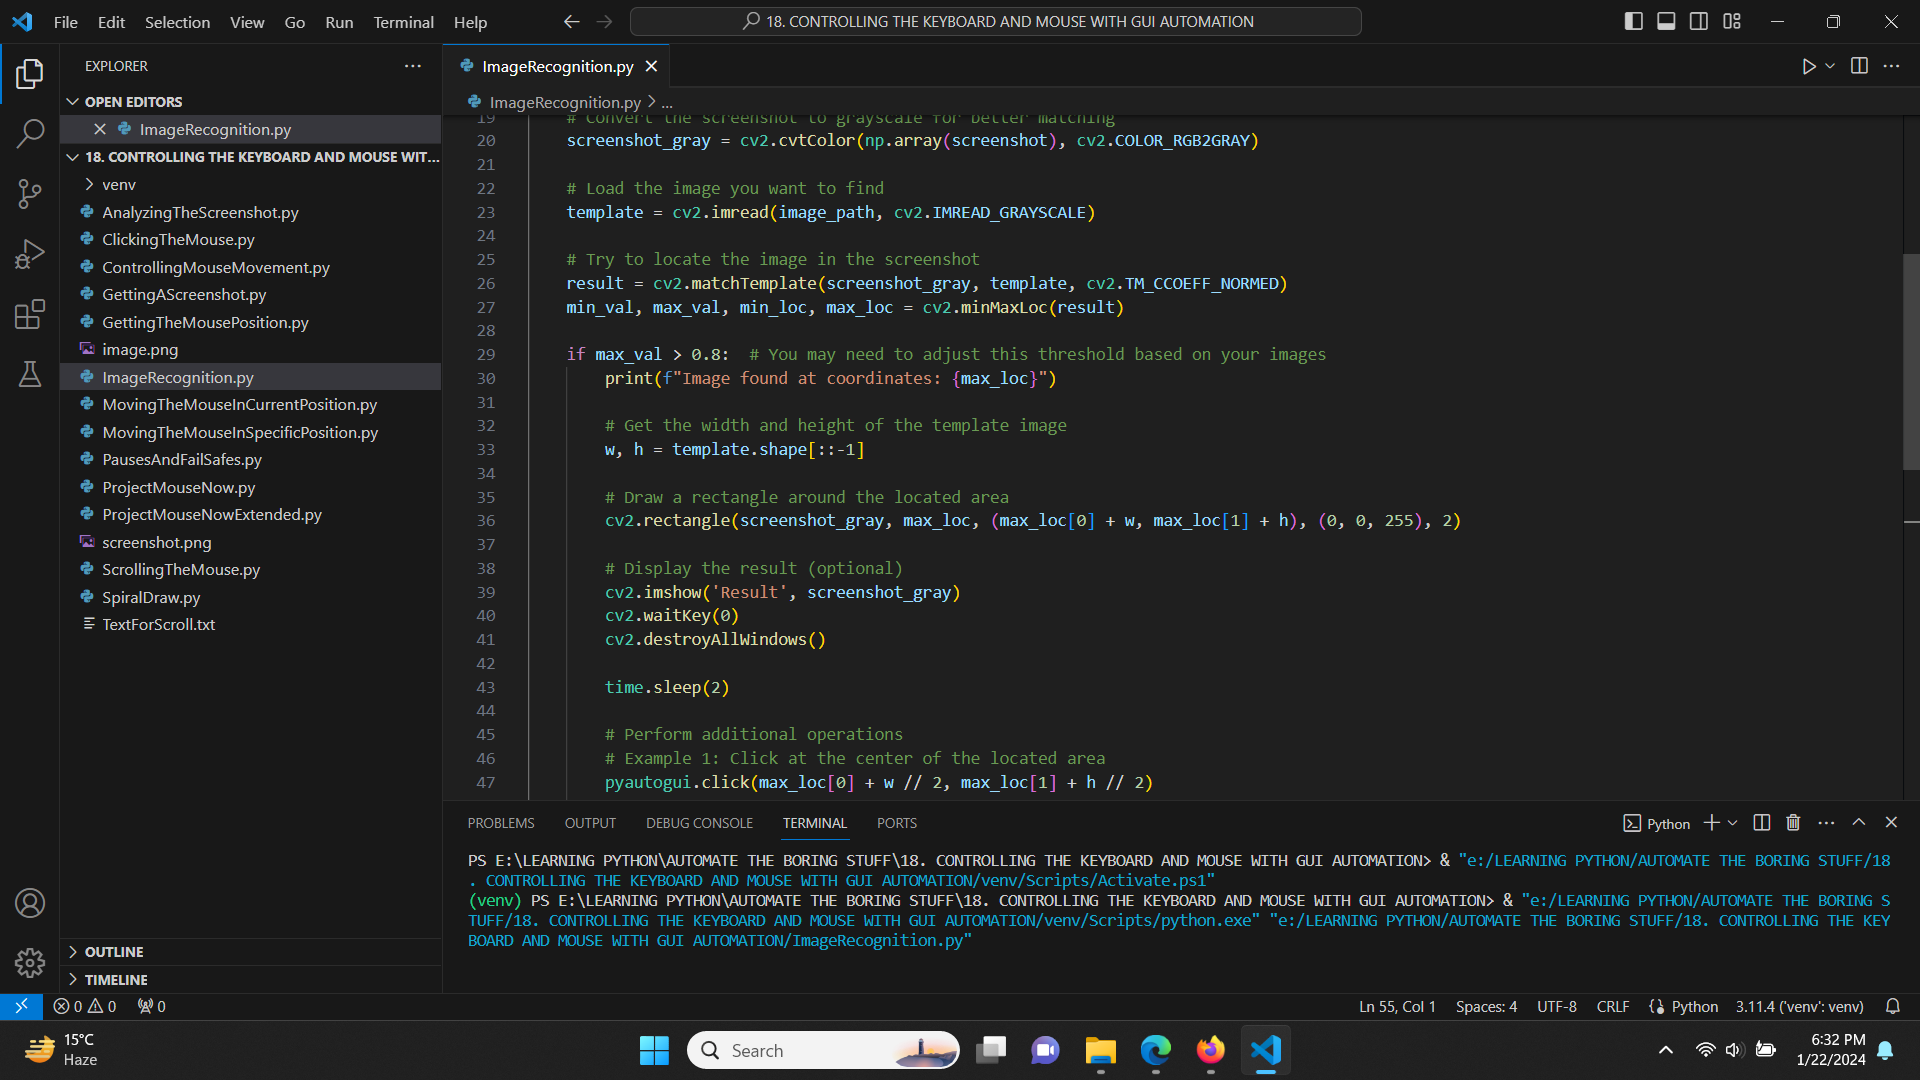 File Edit Selection View Go Run Terminal Help
18. CONTROLLING THE KEYBOARD AND MOUSE WITH GUI AUTOMATION
EXPLORER
OPEN EDITORS
ImageRecognition.py
18. CONTROLLING THE KEYBOARD AND MOUSE WIT...
venv
AnalyzingTheScreenshot.py
ClickingTheMouse.py
ControllingMouseMovement.py
GettingAScreenshot.py
GettingTheMousePosition.py
image.png
ImageRecognition.py
MovingTheMouseInCurrentPosition.py
MovingTheMouseInSpecificPosition.py
PausesAndFailSafes.py
ProjectMouseNow.py
ProjectMouseNowExtended.py
screenshot.png
ScrollingTheMouse.py
SpiralDraw.py
TextForScroll.txt
OUTLINE
TIMELINE
ImageRecognition.py
ImageRecognition.py > ...
19 # Convert the screenshot to grayscale for better matching
20 screenshot_gray = cv2.cvtColor(np.array(screenshot), cv2.COLOR_RGB2GRAY)
21
22 # Load the image you want to find
23 template = cv2.imread(image_path, cv2.IMREAD_GRAYSCALE)
24
25 # Try to locate the image in the screenshot
26 result = cv2.matchTemplate(screenshot_gray, template, cv2.TM_CCOEFF_NORMED)
27 min_val, max_val, min_loc, max_loc = cv2.minMaxLoc(result)
28
29 if max_val > 0.8:  # You may need to adjust this threshold based on your images
30 print(f"Image found at coordinates: {max_loc}")
31
32 # Get the width and height of the template image
33 w, h = template.shape[::-1]
34
35 # Draw a rectangle around the located area
36 cv2.rectangle(screenshot_gray, max_loc, (max_loc[0] + w, max_loc[1] + h), (0, 0, 255), 2)
37
38 # Display the result (optional)
39 cv2.imshow('Result', screenshot_gray)
40 cv2.waitKey(0)
41 cv2.destroyAllWindows()
42
43 time.sleep(2)
44
45 # Perform additional operations
46 # Example 1: Click at the center of the located area
47 pyautogui.click(max_loc[0] + w // 2, max_loc[1] + h // 2)
PROBLEMS OUTPUT DEBUG CONSOLE TERMINAL PORTS
Python
PS E:\LEARNING PYTHON\AUTOMATE THE BORING STUFF\18. CONTROLLING THE KEYBOARD AND MOUSE WITH GUI AUTOMATION> & "e:/LEARNING PYTHON/AUTOMATE THE BORING STUFF/18
. CONTROLLING THE KEYBOARD AND MOUSE WITH GUI AUTOMATION/venv/Scripts/Activate.ps1"
(venv) PS E:\LEARNING PYTHON\AUTOMATE THE BORING STUFF\18. CONTROLLING THE KEYBOARD AND MOUSE WITH GUI AUTOMATION> & "e:/LEARNING PYTHON/AUTOMATE THE BORING S
TUFF/18. CONTROLLING THE KEYBOARD AND MOUSE WITH GUI AUTOMATION/venv/Scripts/python.exe" "e:/LEARNING PYTHON/AUTOMATE THE BORING STUFF/18. CONTROLLING THE KEY
BOARD AND MOUSE WITH GUI AUTOMATION/ImageRecognition.py"
0 0 0
Ln 55, Col 1 Spaces: 4 UTF-8 CRLF Python 3.11.4 ('venv': venv)
15°C
Haze
Search
6:32 PM
1/22/2024